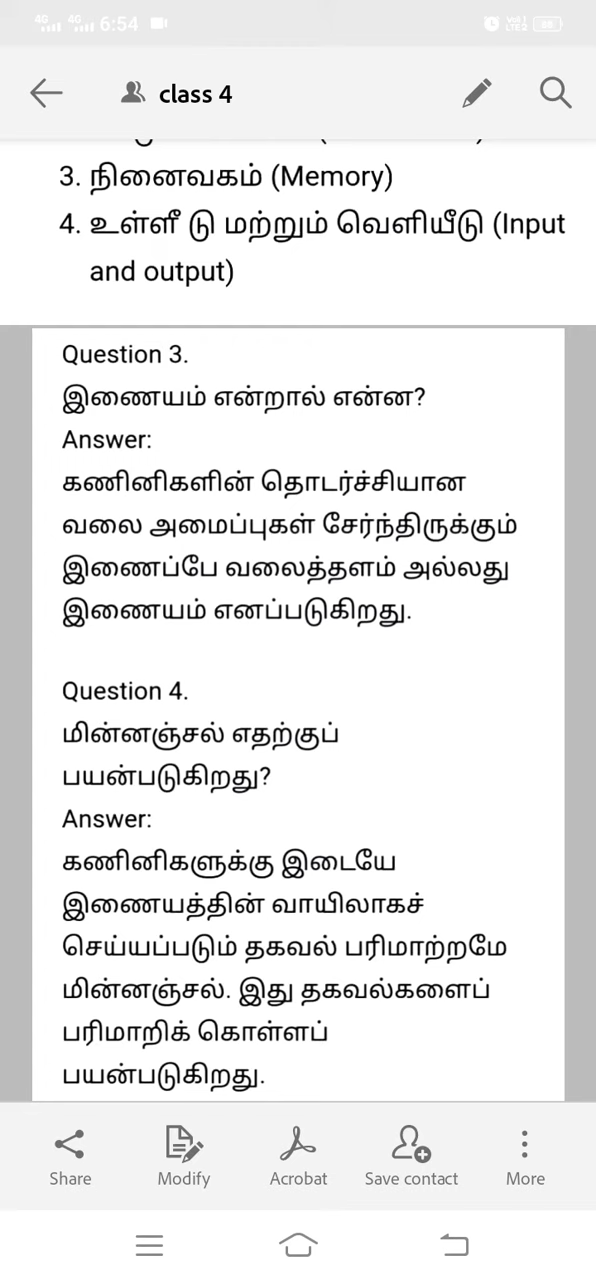 4G 4G 6:54
class 4
3. நினைவகம் (Memory)
4. உள்ளீ டு மற்றும் வெளியீடு (Input
and output)
Question 3.
இணையம் என்றால் என்ன?
Answer:
கணினிகளின் தொடர்ச்சியான
வலை அமைப்புகள் சேர்ந்திருக்கும்
இணைப்பே வலைத்தளம் அல்லது
இணையம் எனப்படுகிறது.
Question 4.
மின்னஞ்சல் எதற்குப்
பயன்படுகிறது?
Answer:
கணினிகளுக்கு இடையே
இணையத்தின் வாயிலாகச்
செய்யப்படும் தகவல் பரிமாற்றமே
மின்னஞ்சல். இது தகவல்களைப்
பரிமாறிக் கொள்ளப்
பயன்படுகிறது.
Share Modify Acrobat Save contact More